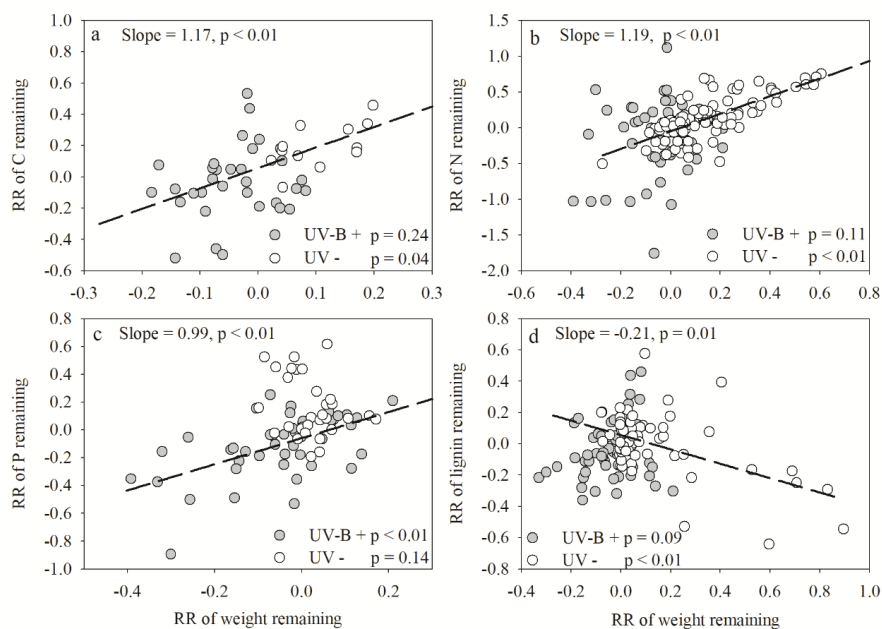 a Slope = 1.17, p < 0.01
1.0
0.8
0.6
0.4
0.2
0.0
-0.2
-0.4
-0.6
RR of C remaining
UV-B + p = 0.24
UV - p = 0.04
-0.3 -0.2 -0.1 0.0 0.1 0.2 0.3
b Slope = 1.19, p < 0.01
2.0
1.5
1.0
0.5
0.0
-0.5
-1.0
-1.5
-2.0
RR of N remaining
UV-B + p = 0.11
UV - p < 0.01
-0.6 -0.4 -0.2 0.0 0.2 0.4 0.6 0.8
c Slope = 0.99, p < 0.01
0.8
0.6
0.4
0.2
0.0
-0.2
-0.4
-0.6
-0.8
-1.0
RR of P remaining
UV-B + p < 0.01
UV - p = 0.14
-0.4 -0.2 0.0 0.2
RR of weight remaining
d Slope = -0.21, p = 0.01
0.8
0.6
0.4
0.2
0.0
-0.2
-0.4
-0.6
-0.8
RR of lignin remaining
UV-B + p = 0.09
UV - p < 0.01
-0.4 -0.2 0.0 0.2 0.4 0.6 0.8 1.0
RR of weight remaining